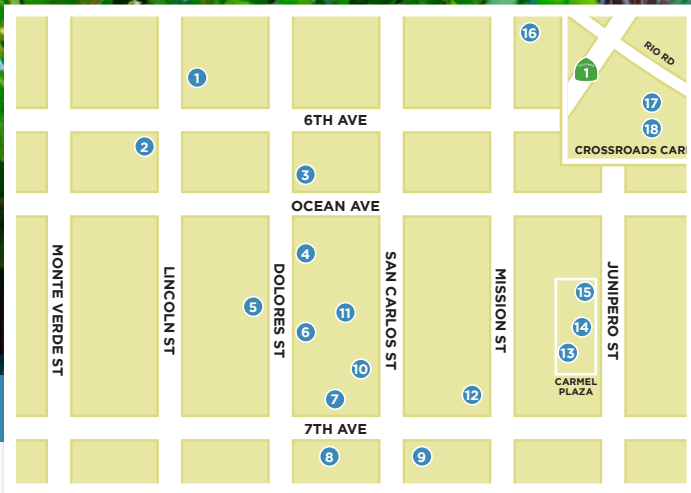 16
1
RIO RD
1
17
18
6TH AVE
2
CROSSROADS CARM
3
OCEAN AVE
MONTE VERDE ST
LINCOLN ST
DOLORES ST
SAN CARLOS ST
MISSION ST
JUNIPERO ST
4
5
11
6
15
14
13
10
CARMEL
PLAZA
7
12
7TH AVE
8
9